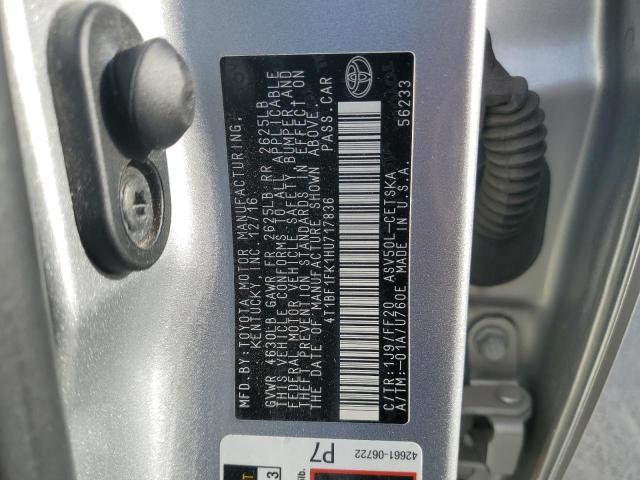 MFD. BY: TOYOTA MOTOR MANUFACTURING,
KENTUCKY, INC. 12/16
GVWR 4630LB GAWR FR 2625LB RR 2625LB
THIS VEHICLE CONFORMS TO ALL APPLICABLE
FEDERAL MOTOR VEHICLE SAFETY BUMPER, AND
THEFT PREVENTION STANDARDS IN EFFECT ON
THE DATE OF MANUFACTURE SHOWN ABOVE.
4T1BF1FK1HU717836 PASS. CAR
C/TR: 1J9/FF20 ASV50L-CETSKA
A/TM: -01A/U760E MADE IN U.S.A.
56233
42661-06722
P7